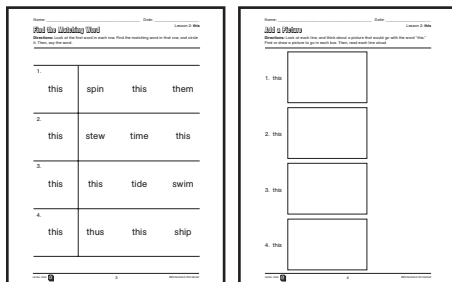 Name: Date:
Lesson 2: this
Find the Matching Word
Directions: Look at the first word in each row. Find the matching word in that row, and circle
it. Then, say the word.
1.
this spin this them
2.
this stew time this
3.
this this tide swim
4.
this thus this ship
3
Name: Date:
Lesson 2: this
Add a Picture
Directions: Look at each line, and think about a picture that would go with the word "this."
Find or draw a picture to go in each box. Then, read each line aloud.
1. this
2. this
3. this
4. this
4